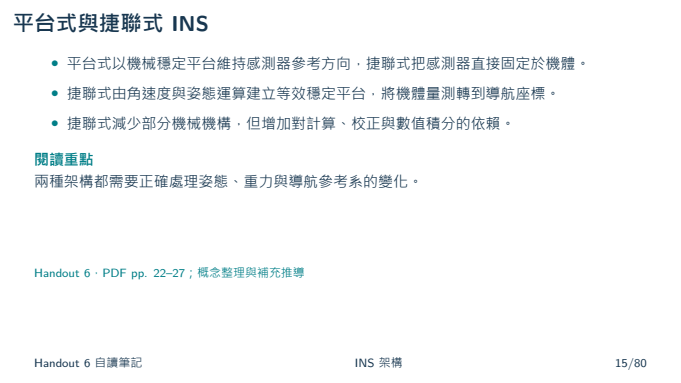 平台式與捷聯式 INS
• 平台式以機械穩定平台維持感測器參考方向，捷聯式把感測器直接固定於機體。
• 捷聯式由角速度與姿態運算建立等效穩定平台，將機體量測轉到導航座標。
• 捷聯式減少部分機械機構，但增加對計算、校正與數值積分的依賴。
閱讀重點
兩種架構都需要正確處理姿態、重力與導航參考系的變化。
Handout 6 · PDF pp. 22–27；概念整理與補充推導
Handout 6 自讀筆記 INS 架構 15/80